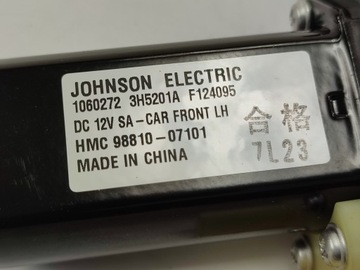 JOHNSON ELECTRIC
1060272 3H5201A F124095
DC 12V SA-CAR FRONT LH
HMC 98810-07101
MADE IN CHINA
合格
7L23